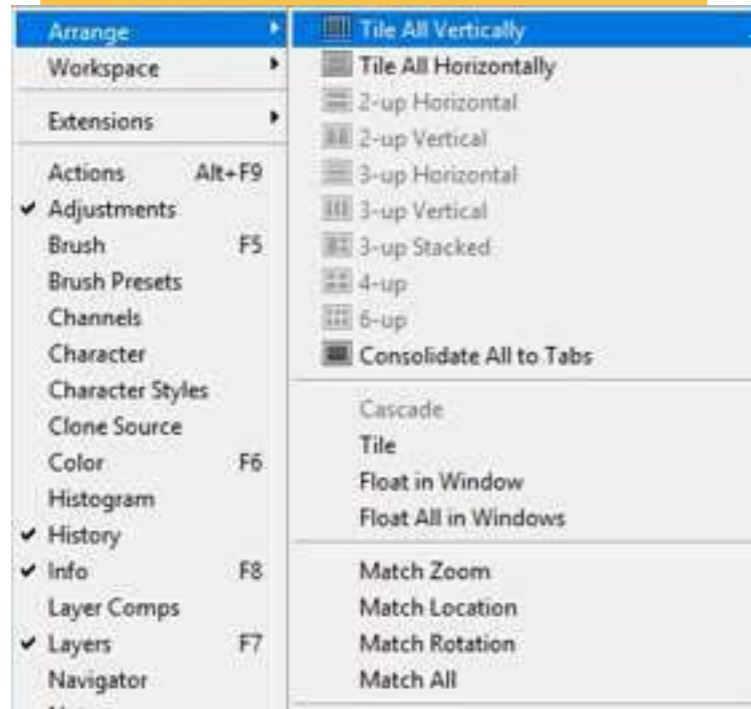 Arrange
Workspace
Extensions
Actions Alt+F9
Adjustments
Brush F5
Brush Presets
Channels
Character
Character Styles
Clone Source
Color F6
Histogram
History
Info F8
Layer Comps
Layers F7
Navigator
Tile All Vertically
Tile All Horizontally
2-up Horizontal
2-up Vertical
3-up Horizontal
3-up Vertical
3-up Stacked
4-up
6-up
Consolidate All to Tabs
Cascade
Tile
Float in Window
Float All in Windows
Match Zoom
Match Location
Match Rotation
Match All